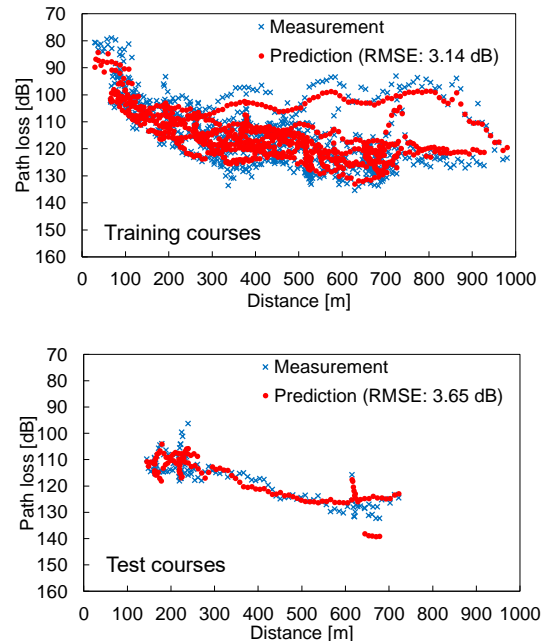 70
80
90
100
110
120
130
140
150
160
Path loss [dB]
× Measurement
● Prediction (RMSE: 3.14 dB)
Training courses
0 100 200 300 400 500 600 700 800 900 1000
Distance [m]
70
80
90
100
110
120
130
140
150
160
Path loss [dB]
× Measurement
● Prediction (RMSE: 3.65 dB)
Test courses
0 100 200 300 400 500 600 700 800 900 1000
Distance [m]